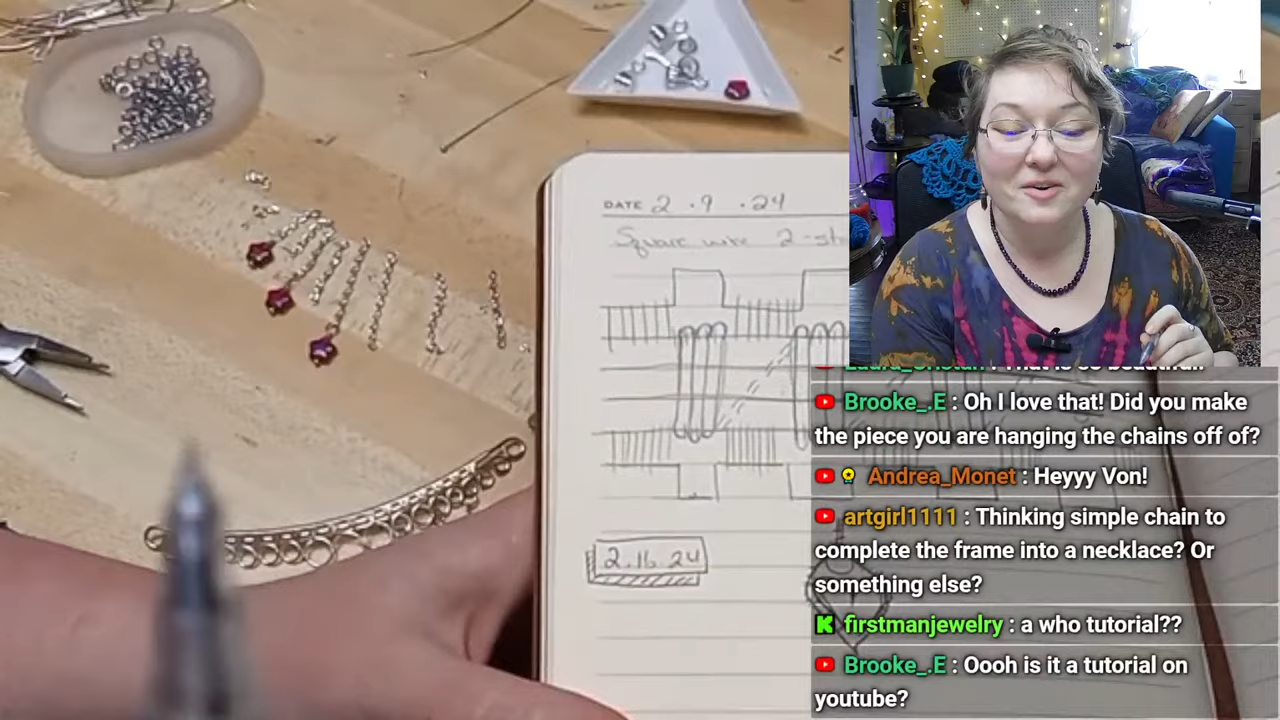 DATE 2 .9 .24
Square wire 2-st
2.16.24
Brooke_.E : Oh I love that! Did you make
the piece you are hanging the chains off of?
Andrea_Monet : Heyyy Von!
artgirl1111 : Thinking simple chain to
complete the frame into a necklace? Or
something else?
K firstmanjewelry : a who tutorial??
Brooke_.E : Oooh is it a tutorial on
youtube?